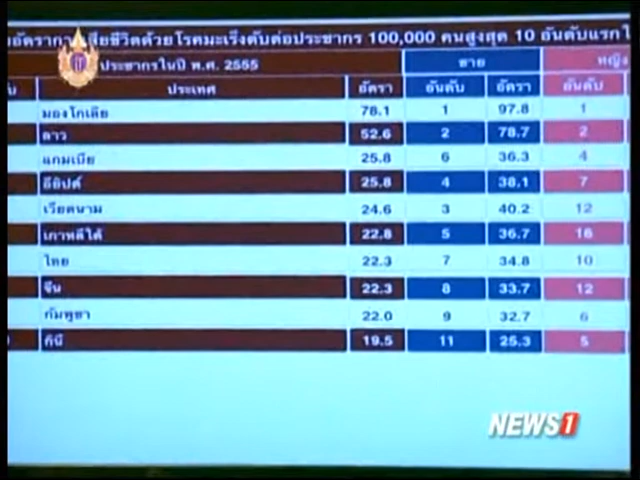 อัตราการเสียชีวิตด้วยโรคมะเร็งตับต่อประชากร 100,000 คนสูงสุด 10 อันดับแรก
ประชากรในปี พ.ศ. 2555 ชาย หญิง
ประเทศ อัตรา อันดับ อัตรา อันดับ
มองโกเลีย 78.1 1 97.8 1
ลาว 52.6 2 78.7 2
แกมเบีย 25.8 6 36.3 4
อียิปต์ 25.8 4 38.1 7
เวียดนาม 24.6 3 40.2 12
เกาหลีใต้ 22.8 5 36.7 16
ไทย 22.3 7 34.8 10
จีน 22.3 8 33.7 12
กัมพูชา 22.0 9 32.7 6
กินี 19.5 11 25.3 5
NEWS1